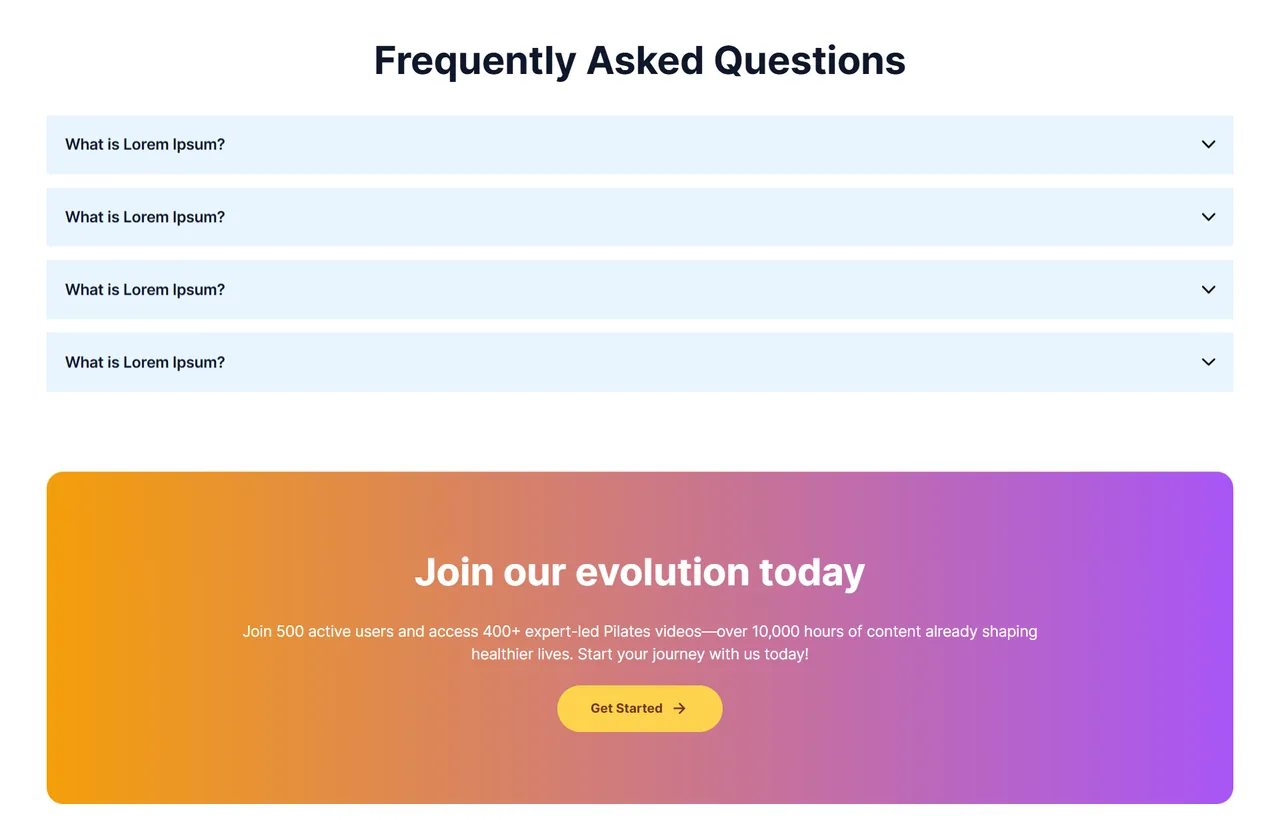 Frequently Asked Questions
What is Lorem Ipsum?
What is Lorem Ipsum?
What is Lorem Ipsum?
What is Lorem Ipsum?
Join our evolution today
Join 500 active users and access 400+ expert-led Pilates videos—over 10,000 hours of content already shaping
healthier lives. Start your journey with us today!
Get Started